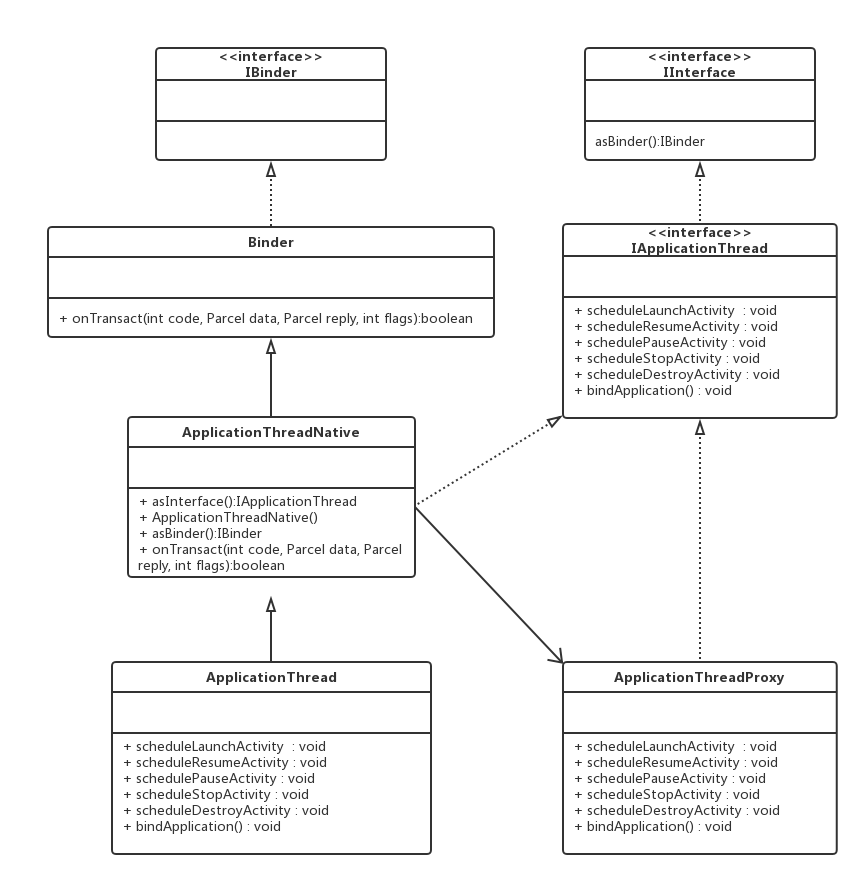 <<interface>>
IBinder
<<interface>>
IInterface
asBinder():IBinder
Binder
+ onTransact(int code, Parcel data, Parcel reply, int flags):boolean
<<interface>>
IApplicationThread
+ scheduleLaunchActivity  : void
+ scheduleResumeActivity : void
+ schedulePauseActivity : void
+ scheduleStopActivity : void
+ scheduleDestroyActivity : void
+ bindApplication() : void
ApplicationThreadNative
+ asInterface():IApplicationThread
+ ApplicationThreadNative()
+ asBinder():IBinder
+ onTransact(int code, Parcel data, Parcel
reply, int flags):boolean
ApplicationThread
+ scheduleLaunchActivity  : void
+ scheduleResumeActivity : void
+ schedulePauseActivity : void
+ scheduleStopActivity : void
+ scheduleDestroyActivity : void
+ bindApplication() : void
ApplicationThreadProxy
+ scheduleLaunchActivity  : void
+ scheduleResumeActivity : void
+ schedulePauseActivity : void
+ scheduleStopActivity : void
+ scheduleDestroyActivity : void
+ bindApplication() : void